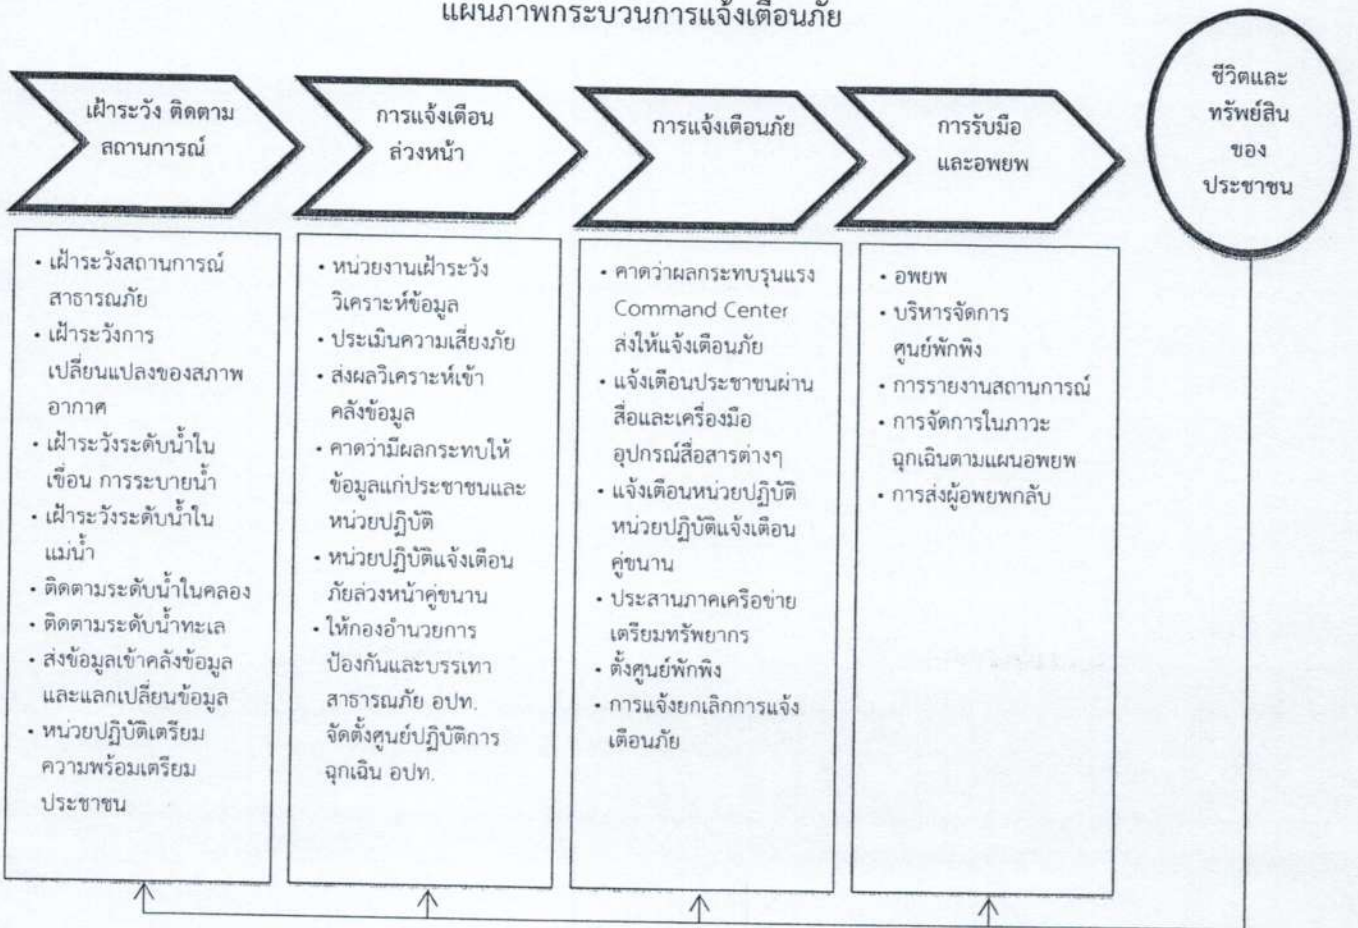 แผนภาพกระบวนการแจ้งเตือนภัย
เฝ้าระวัง ติดตาม
สถานการณ์
การแจ้งเตือน
ล่วงหน้า
การแจ้งเตือนภัย
การรับมือ
และอพยพ
ชีวิตและ
ทรัพย์สิน
ของ
ประชาชน
• เฝ้าระวังสถานการณ์
สาธารณภัย
• เฝ้าระวังการ
เปลี่ยนแปลงของสภาพ
อากาศ
• เฝ้าระวังระดับน้ำใน
เขื่อน การระบายน้ำ
• เฝ้าระวังระดับน้ำใน
แม่น้ำ
• ติดตามระดับน้ำในคลอง
• ติดตามระดับน้ำทะเล
• ส่งข้อมูลเข้าคลังข้อมูล
และแลกเปลี่ยนข้อมูล
• หน่วยปฏิบัติเตรียม
ความพร้อมเตรียม
ประชาชน
• หน่วยงานเฝ้าระวัง
วิเคราะห์ข้อมูล
• ประเมินความเสี่ยงภัย
• ส่งผลวิเคราะห์เข้า
คลังข้อมูล
• คาดว่ามีผลกระทบให้
ข้อมูลแก่ประชาชนและ
หน่วยปฏิบัติ
• หน่วยปฏิบัติแจ้งเตือน
ภัยล่วงหน้าคู่ขนาน
• ให้กองอำนวยการ
ป้องกันและบรรเทา
สาธารณภัย อปท.
จัดตั้งศูนย์ปฏิบัติการ
ฉุกเฉิน อปท.
• คาดว่าผลกระทบรุนแรง
Command Center
ส่งให้แจ้งเตือนภัย
• แจ้งเตือนประชาชนผ่าน
สื่อและเครื่องมือ
อุปกรณ์สื่อสารต่างๆ
• แจ้งเตือนหน่วยปฏิบัติ
หน่วยปฏิบัติแจ้งเตือน
คู่ขนาน
• ประสานภาคเครือข่าย
เตรียมทรัพยากร
• ตั้งศูนย์พักพิง
• การแจ้งยกเลิกการแจ้ง
เตือนภัย
• อพยพ
• บริหารจัดการ
ศูนย์พักพิง
• การรายงานสถานการณ์
• การจัดการในภาวะ
ฉุกเฉินตามแผนอพยพ
• การส่งผู้อพยพกลับ